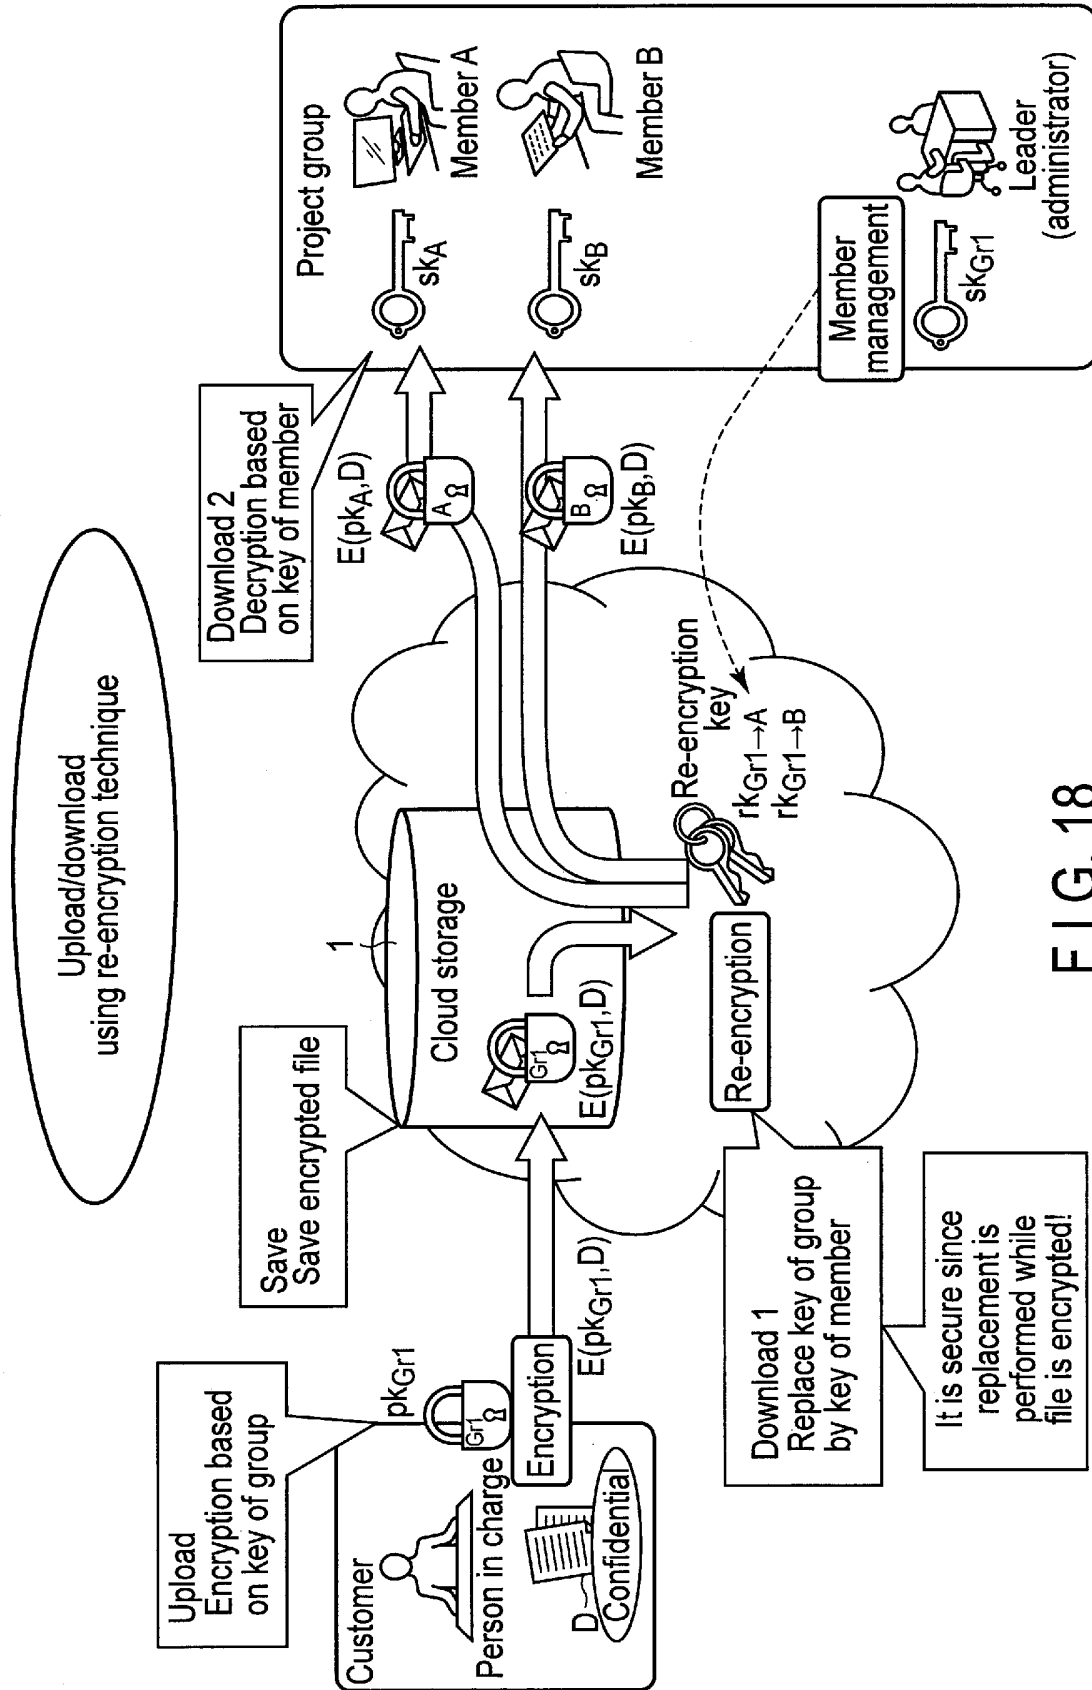 Upload/download
using re-encryption technique
Upload
Encryption based
on key of group
Save
Save encrypted file
Download 2
Decryption based
on key of member
Customer
Person in charge
D
Confidential
pkGr1
Gr1
Encryption
E(pkGr1,D)
1
Cloud storage
Gr1
E(pkGr1,D)
Re-encryption
Re-encryption
key
rkGr1→A
rkGr1→B
Download 1
Replace key of group
by key of member
It is secure since
replacement is
performed while
file is encrypted!
E(pkA,D)
A
B
E(pkB,D)
Project group
skA
Member A
skB
Member B
Member
management
skGr1
Leader
(administrator)
FIG. 18